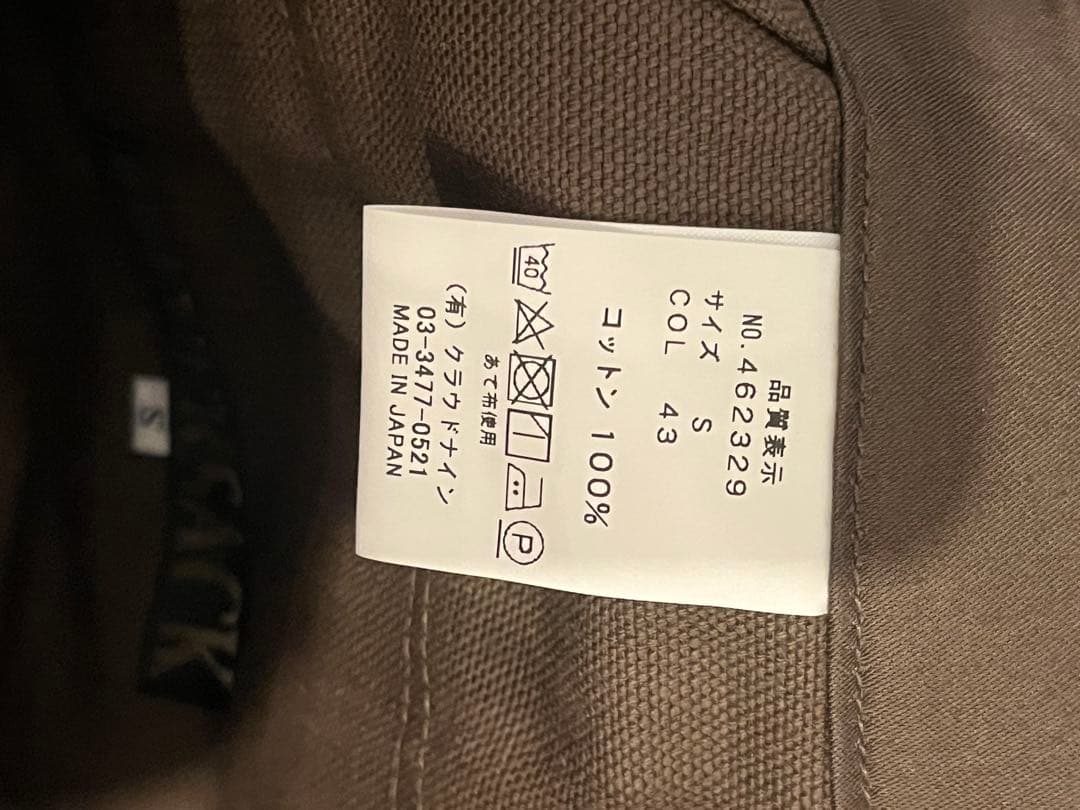 品質表示
NO.462329
サイズ S
COL 43
コットン 100%
40
P
あて布使用
(有)クラウドナイン
03-3477-0521
MADE IN JAPAN
S